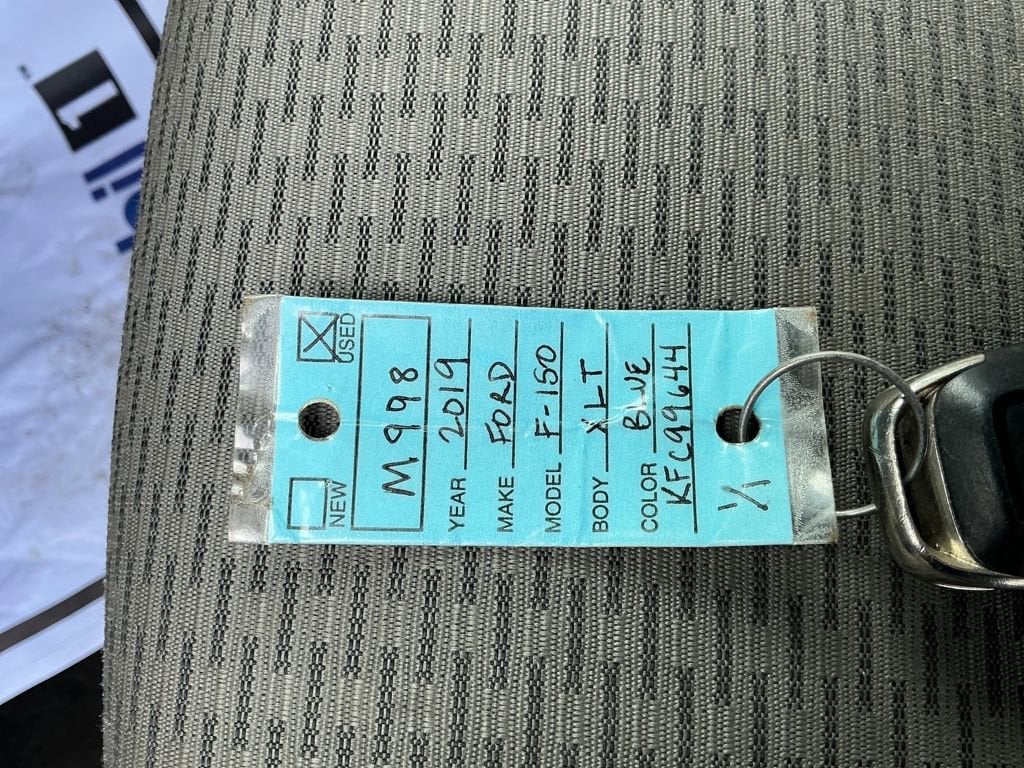 NEW USED
M998
YEAR 2019
MAKE FORD
MODEL F-150
BODY XLT
COLOR BLUE
KFC99644
1/1